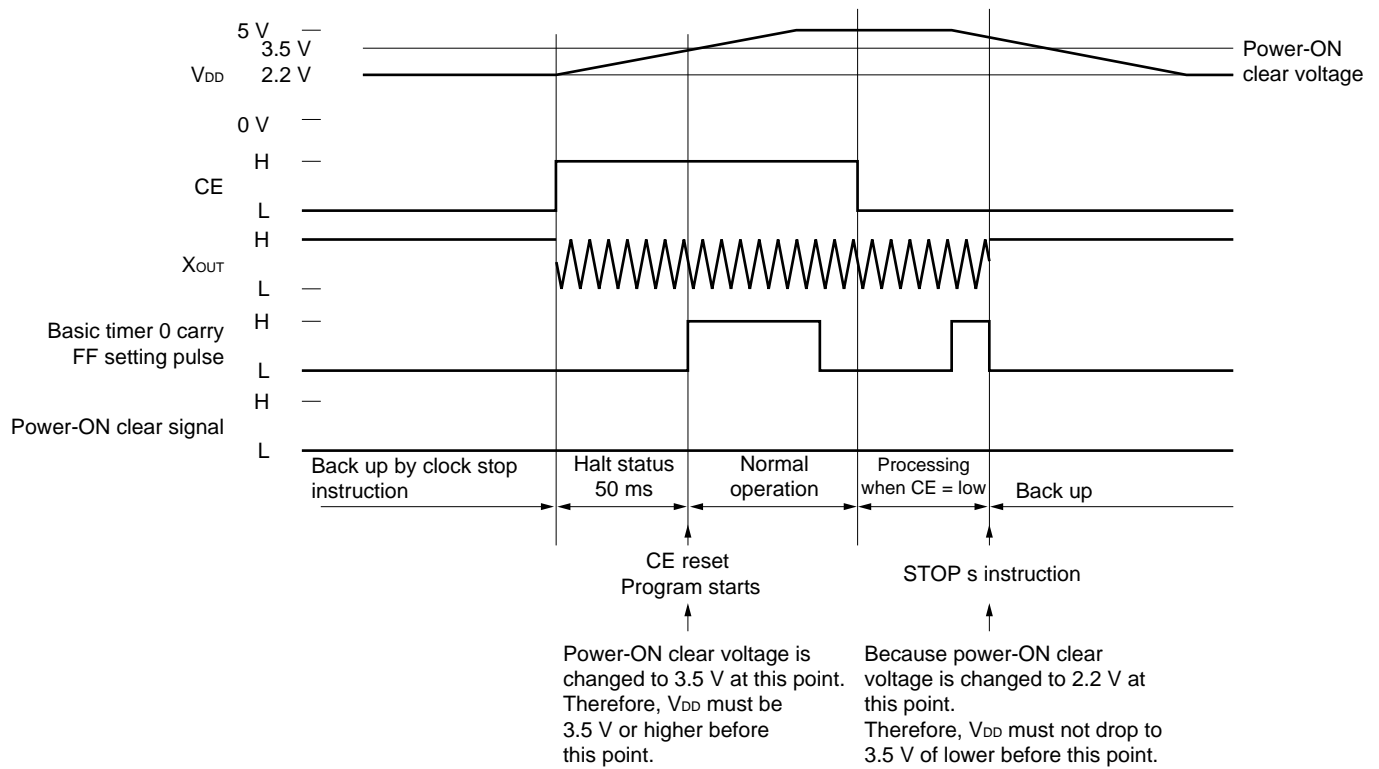 5 V
3.5 V
VDD 2.2 V
0 V
Power-ON
clear voltage
H
CE
L
H
XOUT
L
H
Basic timer 0 carry
FF setting pulse
L
H
Power-ON clear signal
L
Back up by clock stop
instruction
Halt status
50 ms
Normal
operation
Processing
when CE = low
Back up
CE reset
Program starts
STOP s instruction
Power-ON clear voltage is
changed to 3.5 V at this point.
Therefore, VDD must be
3.5 V or higher before
this point.
Because power-ON clear
voltage is changed to 2.2 V at
this point.
Therefore, VDD must not drop to
3.5 V of lower before this point.